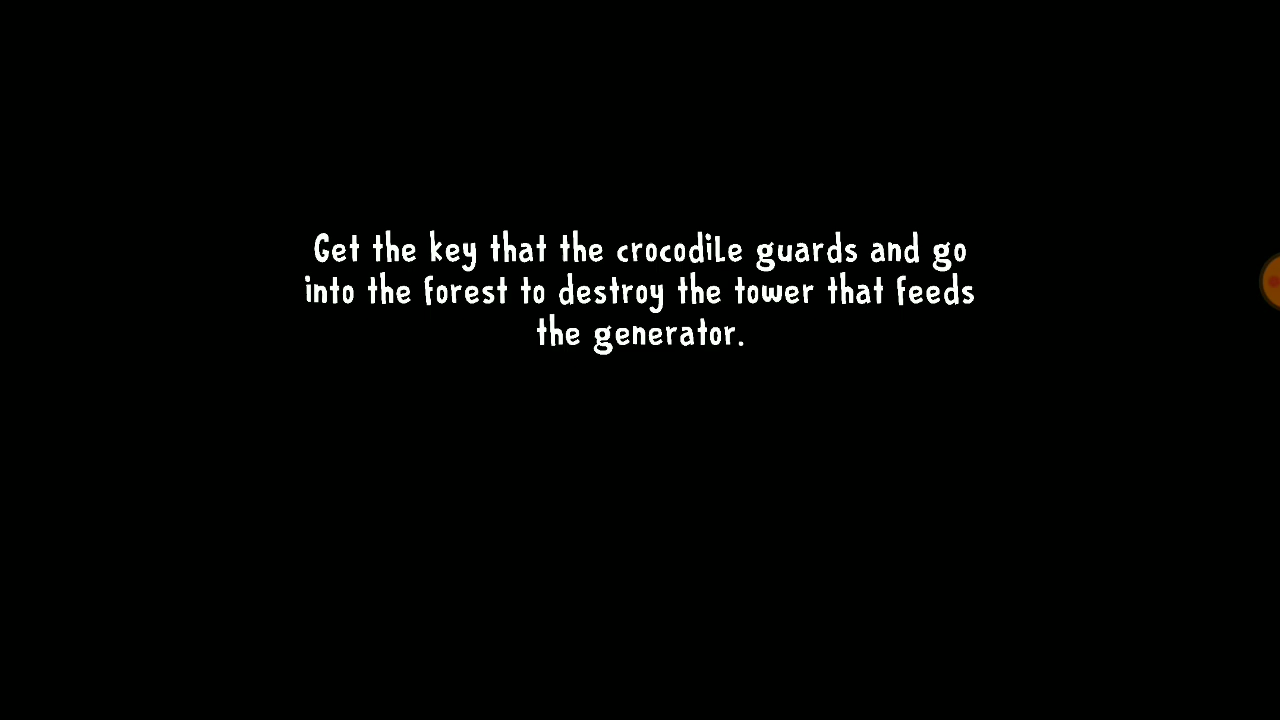 Get the key that the crocodile guards and go
into the forest to destroy the tower that feeds
the generator.